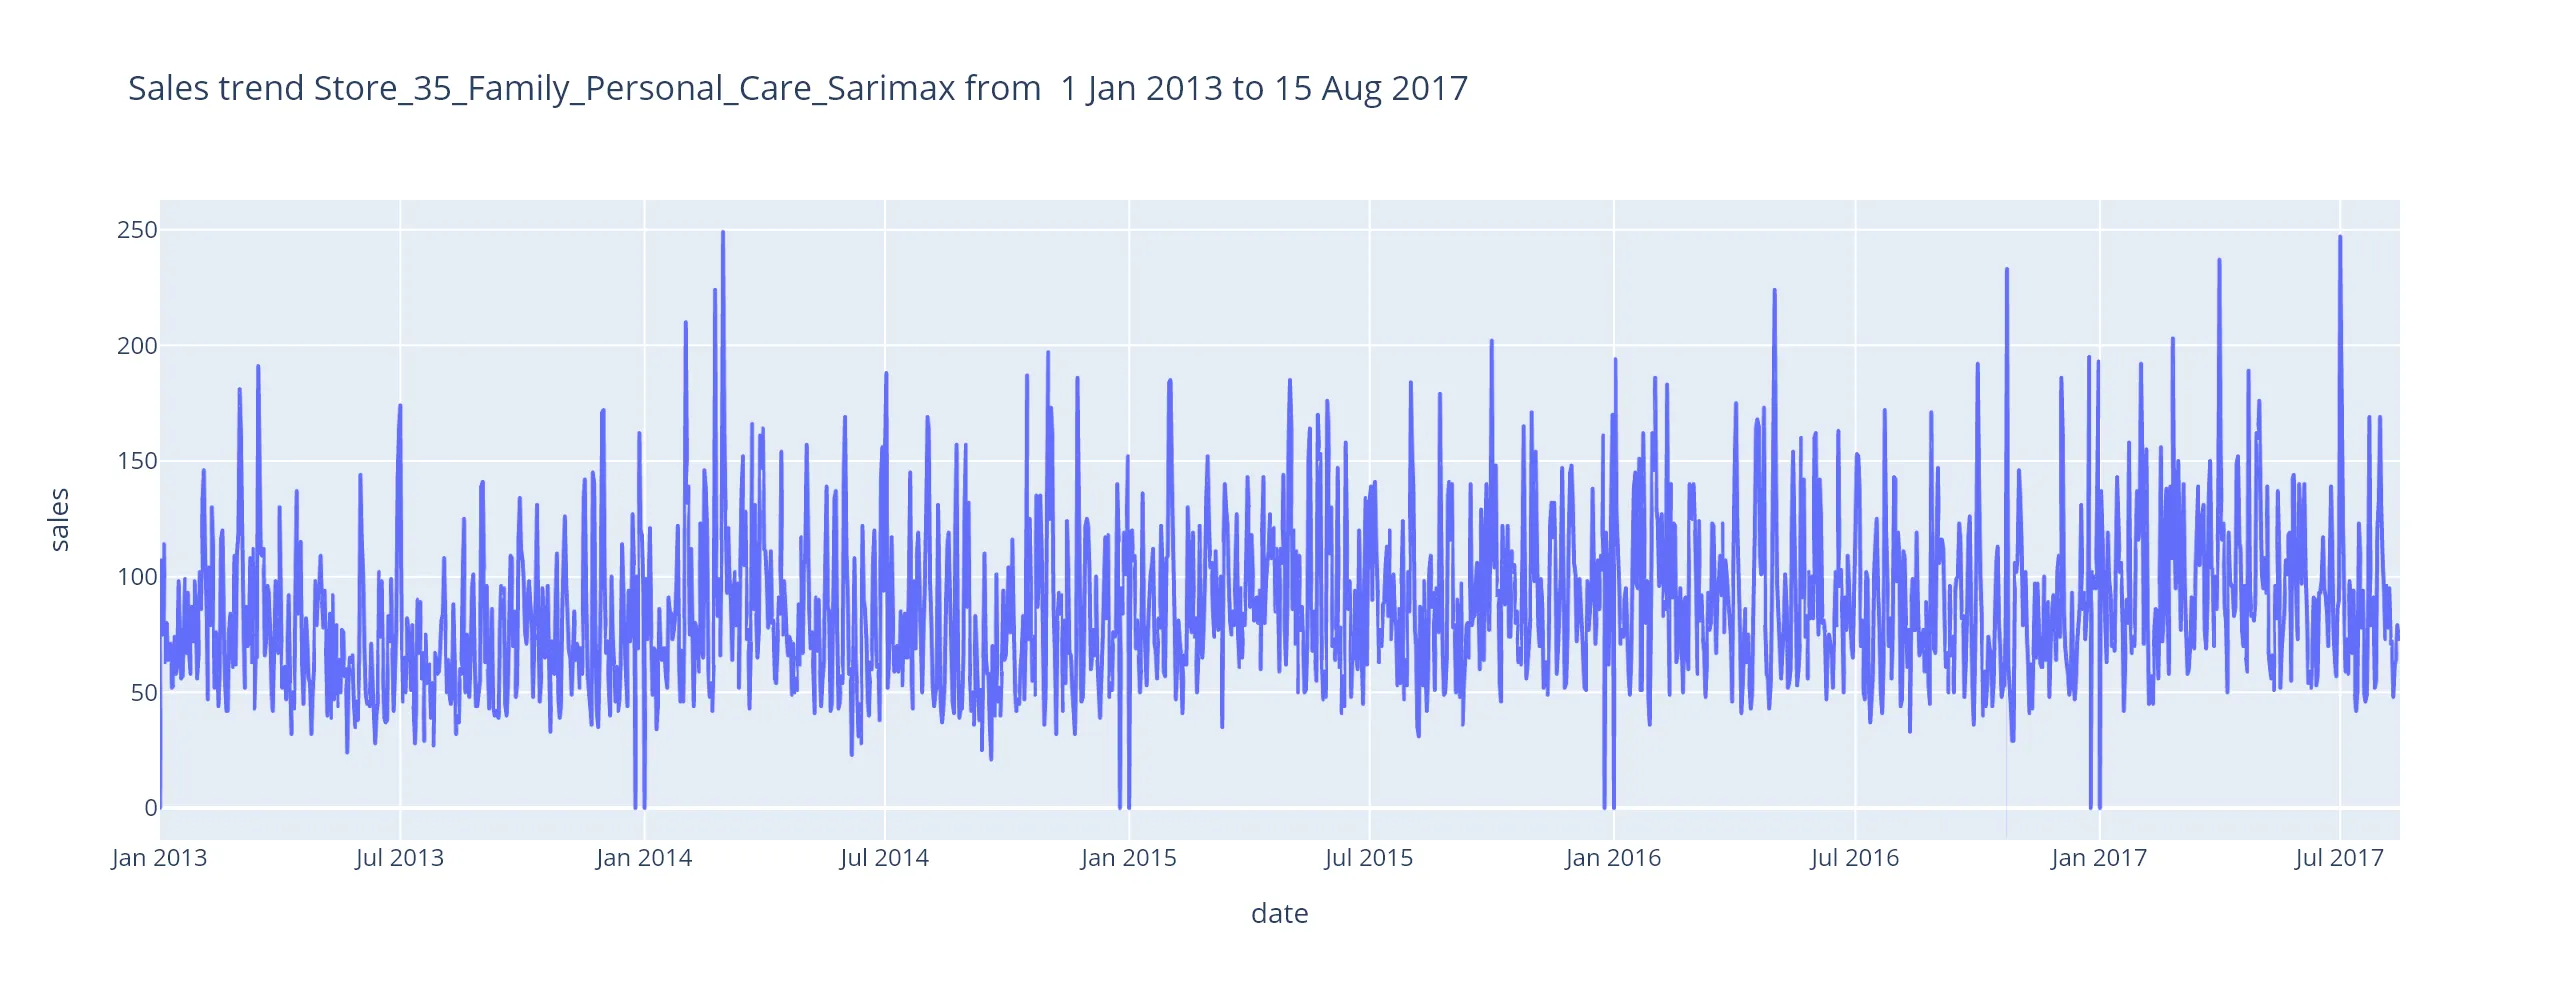 Sales trend Store_35_Family_Personal_Care_Sarimax from  1 Jan 2013 to 15 Aug 2017
250
200
150
100
50
0
sales
Jan 2013
Jul 2013
Jan 2014
Jul 2014
Jan 2015
Jul 2015
Jan 2016
Jul 2016
Jan 2017
Jul 2017
date